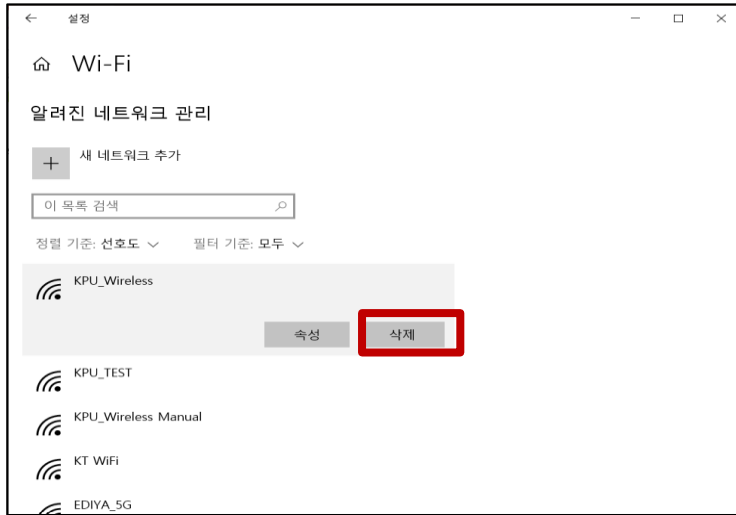 설정
Wi-Fi
알려진 네트워크 관리
새 네트워크 추가
이 목록 검색
정렬 기준: 선호도 필터 기준: 모두
KPU_Wireless
속성 삭제
KPU_TEST
KPU_Wireless Manual
KT WiFi
EDIYA_5G